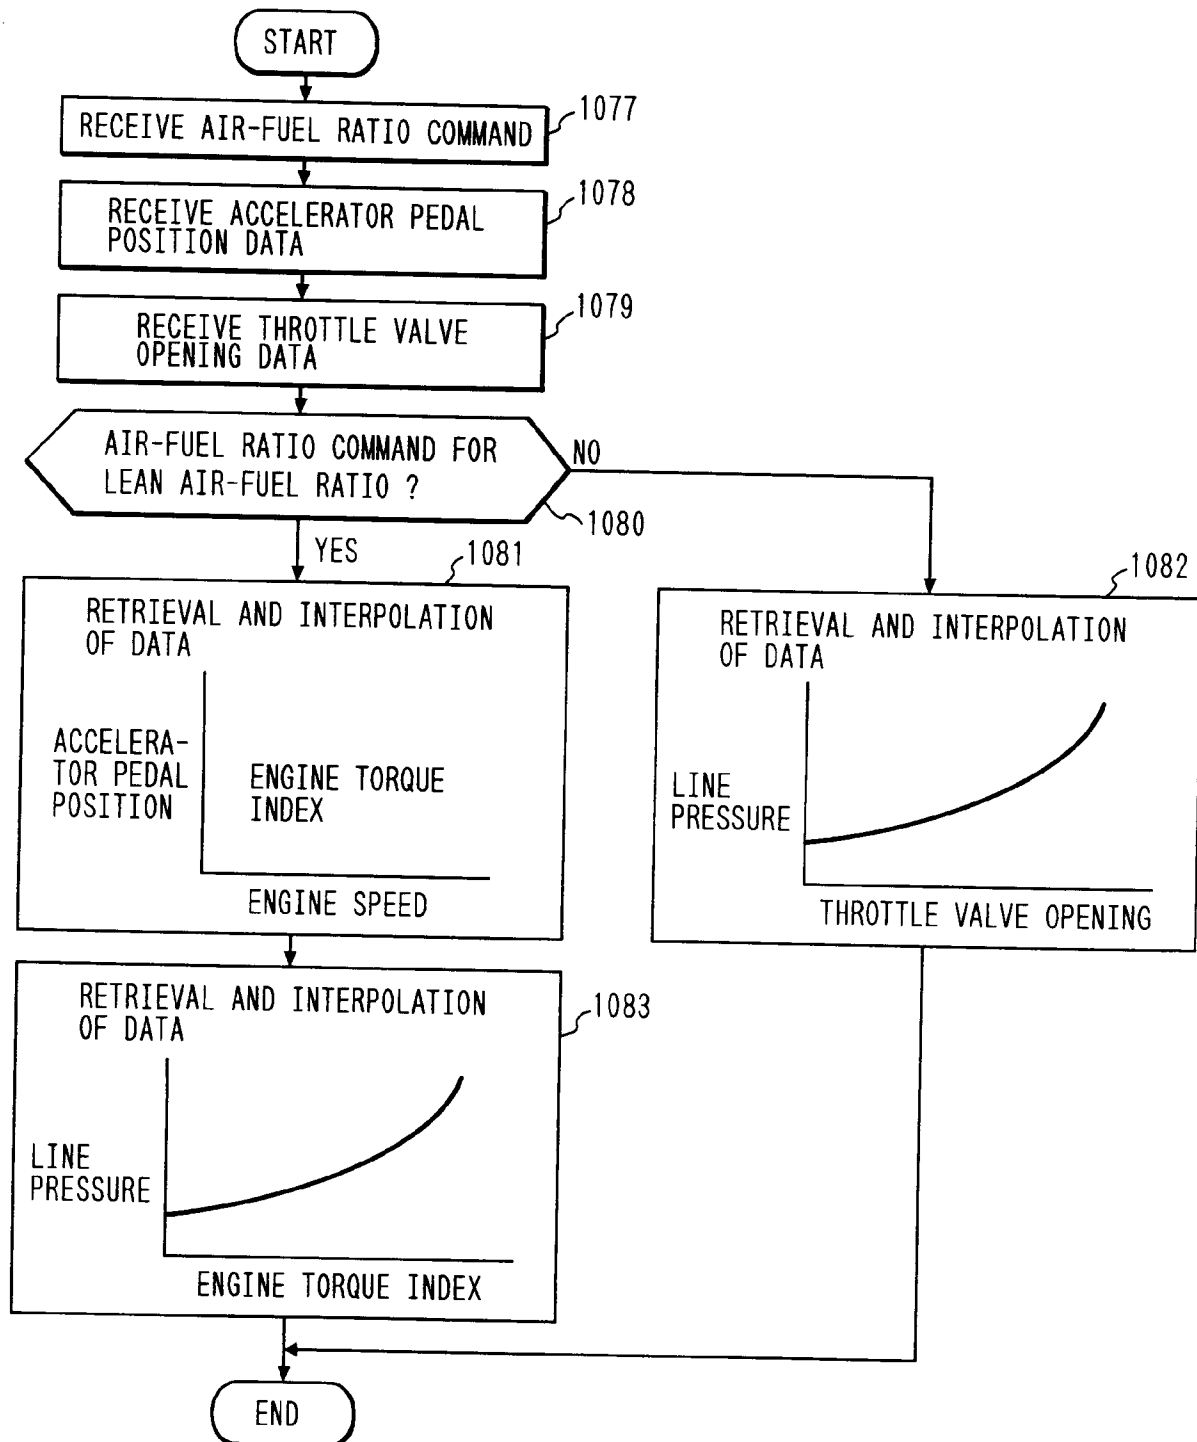 START
RECEIVE AIR-FUEL RATIO COMMAND
1077
RECEIVE ACCELERATOR PEDAL
POSITION DATA
1078
RECEIVE THROTTLE VALVE
OPENING DATA
1079
AIR-FUEL RATIO COMMAND FOR
LEAN AIR-FUEL RATIO ?
NO
1080
YES
1081
RETRIEVAL AND INTERPOLATION
OF DATA
ACCELERA-
TOR PEDAL
POSITION
ENGINE TORQUE
INDEX
ENGINE SPEED
1082
RETRIEVAL AND INTERPOLATION
OF DATA
LINE
PRESSURE
THROTTLE VALVE OPENING
1083
RETRIEVAL AND INTERPOLATION
OF DATA
LINE
PRESSURE
ENGINE TORQUE INDEX
END